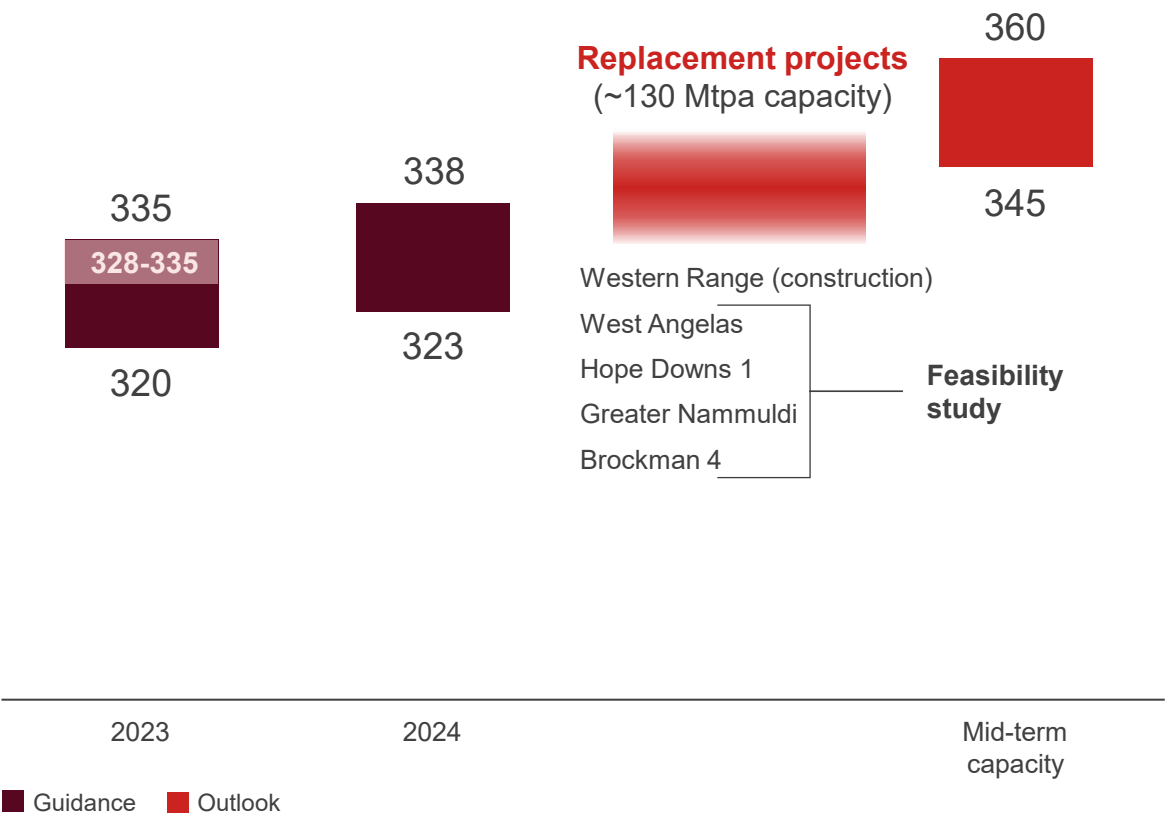 335
328-335
320
338
323
Replacement projects
(~130 Mtpa capacity)
Western Range (construction)
West Angelas
Hope Downs 1
Greater Nammuldi
Brockman 4
Feasibility
study
360
345
2023
2024
Mid-term
capacity
Guidance
Outlook